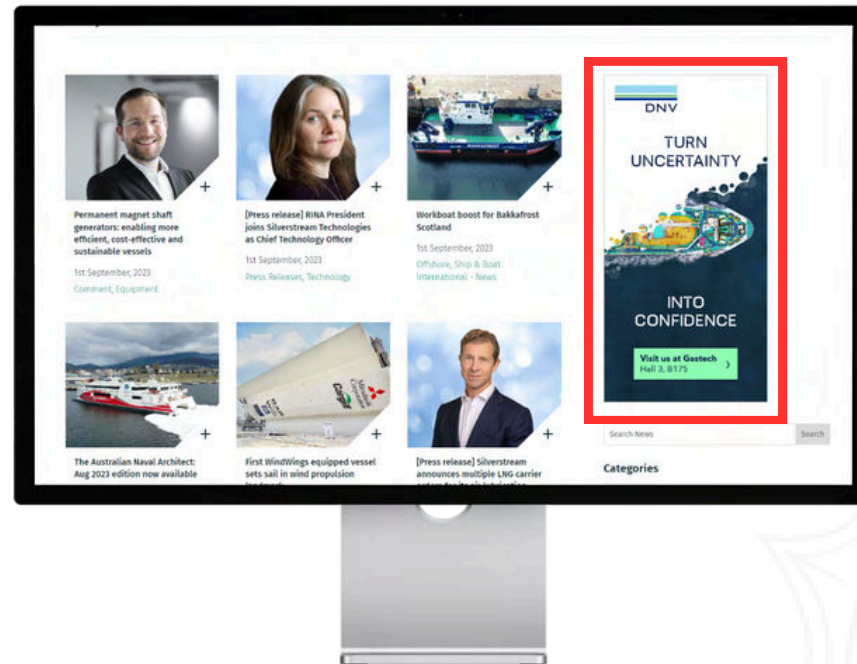 Permanent magnet shaft
generators: enabling more
efficient, cost-effective and
sustainable vessels
1st September, 2023
Comment, Equipment
[Press release] RINA President
joins Silverstream Technologies
as Chief Technology Officer
1st September, 2023
Press Releases, Technology
Workboat boost for Bakkafrost
Scotland
1st September, 2023
Offshore, Ship & Boat
International - News
DNV
TURN
UNCERTAINTY
INTO
CONFIDENCE
Visit us at Gastech
Hall 3, B175
The Australian Naval Architect:
Aug 2023 edition now available
First WindWings equipped vessel
sets sail in wind propulsion
Cargill
Mitsubishi
Corporation
[Press release] Silverstream
announces multiple LNG carrier
Search News
Search
Categories